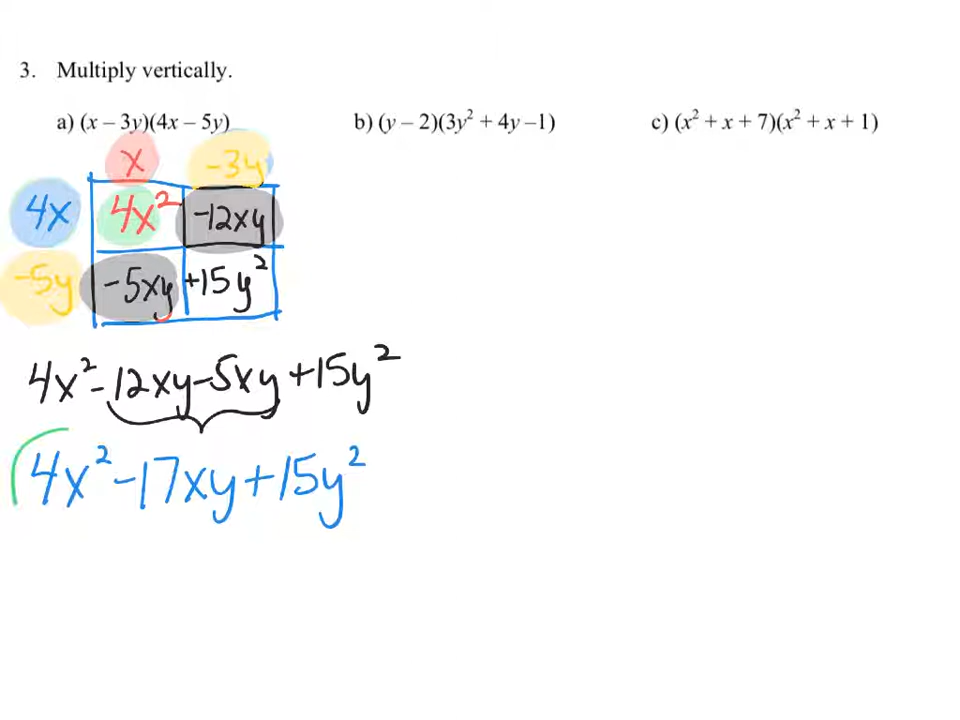 3. Multiply vertically.
a) (x – 3y)(4x – 5y) b) (y – 2)(3y² + 4y –1) c) (x² + x + 7)(x² + x + 1)
x -3y
4x 4x² -12xy
-5y -5xy +15y²
4x² -12xy -5xy +15y²
4x² -17xy +15y²